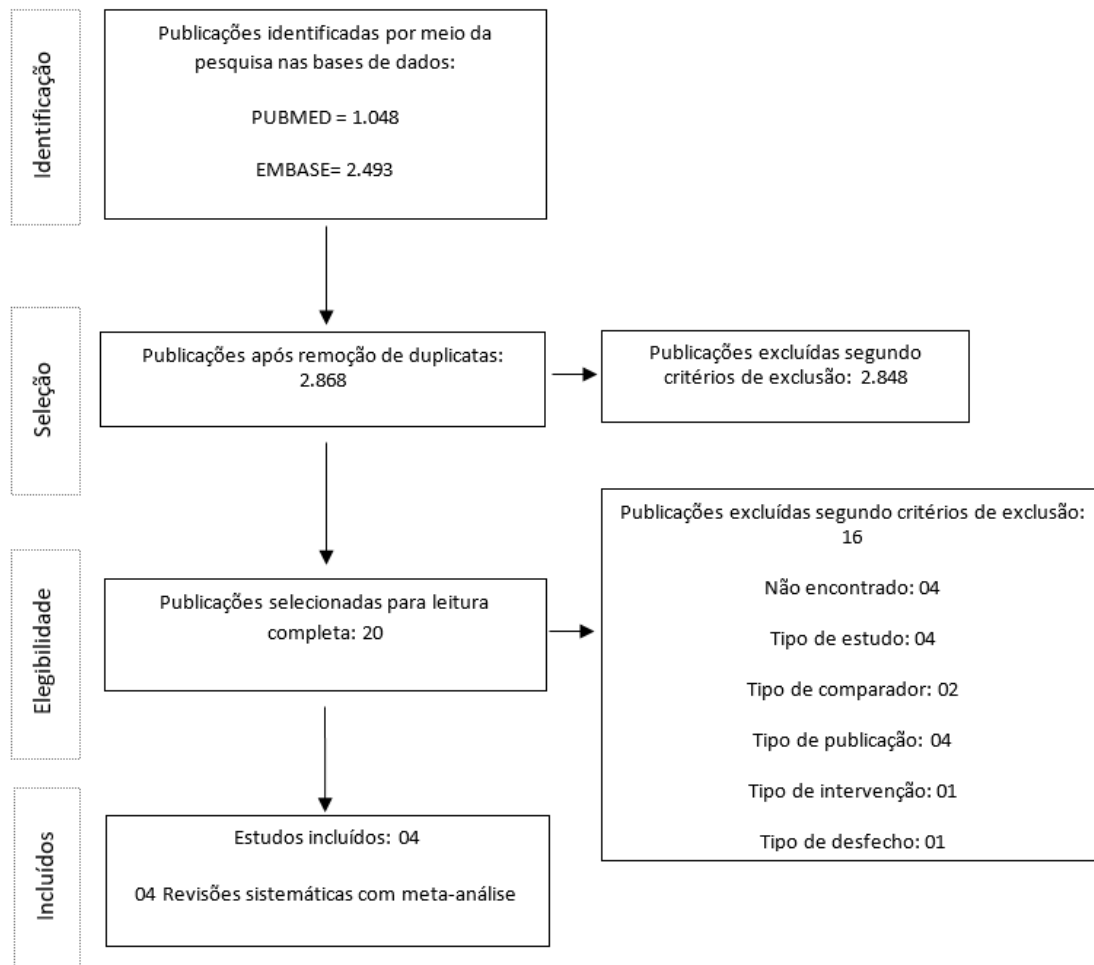 Identificação
Publicações identificadas por meio da
pesquisa nas bases de dados:
PUBMED = 1.048
EMBASE= 2.493
Seleção
Publicações após remoção de duplicatas:
2.868
Publicações excluídas segundo
critérios de exclusão: 2.848
Elegibilidade
Publicações selecionadas para leitura
completa: 20
Publicações excluídas segundo critérios de exclusão:
16
Não encontrado: 04
Tipo de estudo: 04
Tipo de comparador: 02
Tipo de publicação: 04
Tipo de intervenção: 01
Tipo de desfecho: 01
Incluídos
Estudos incluídos: 04
04 Revisões sistemáticas com meta-análise